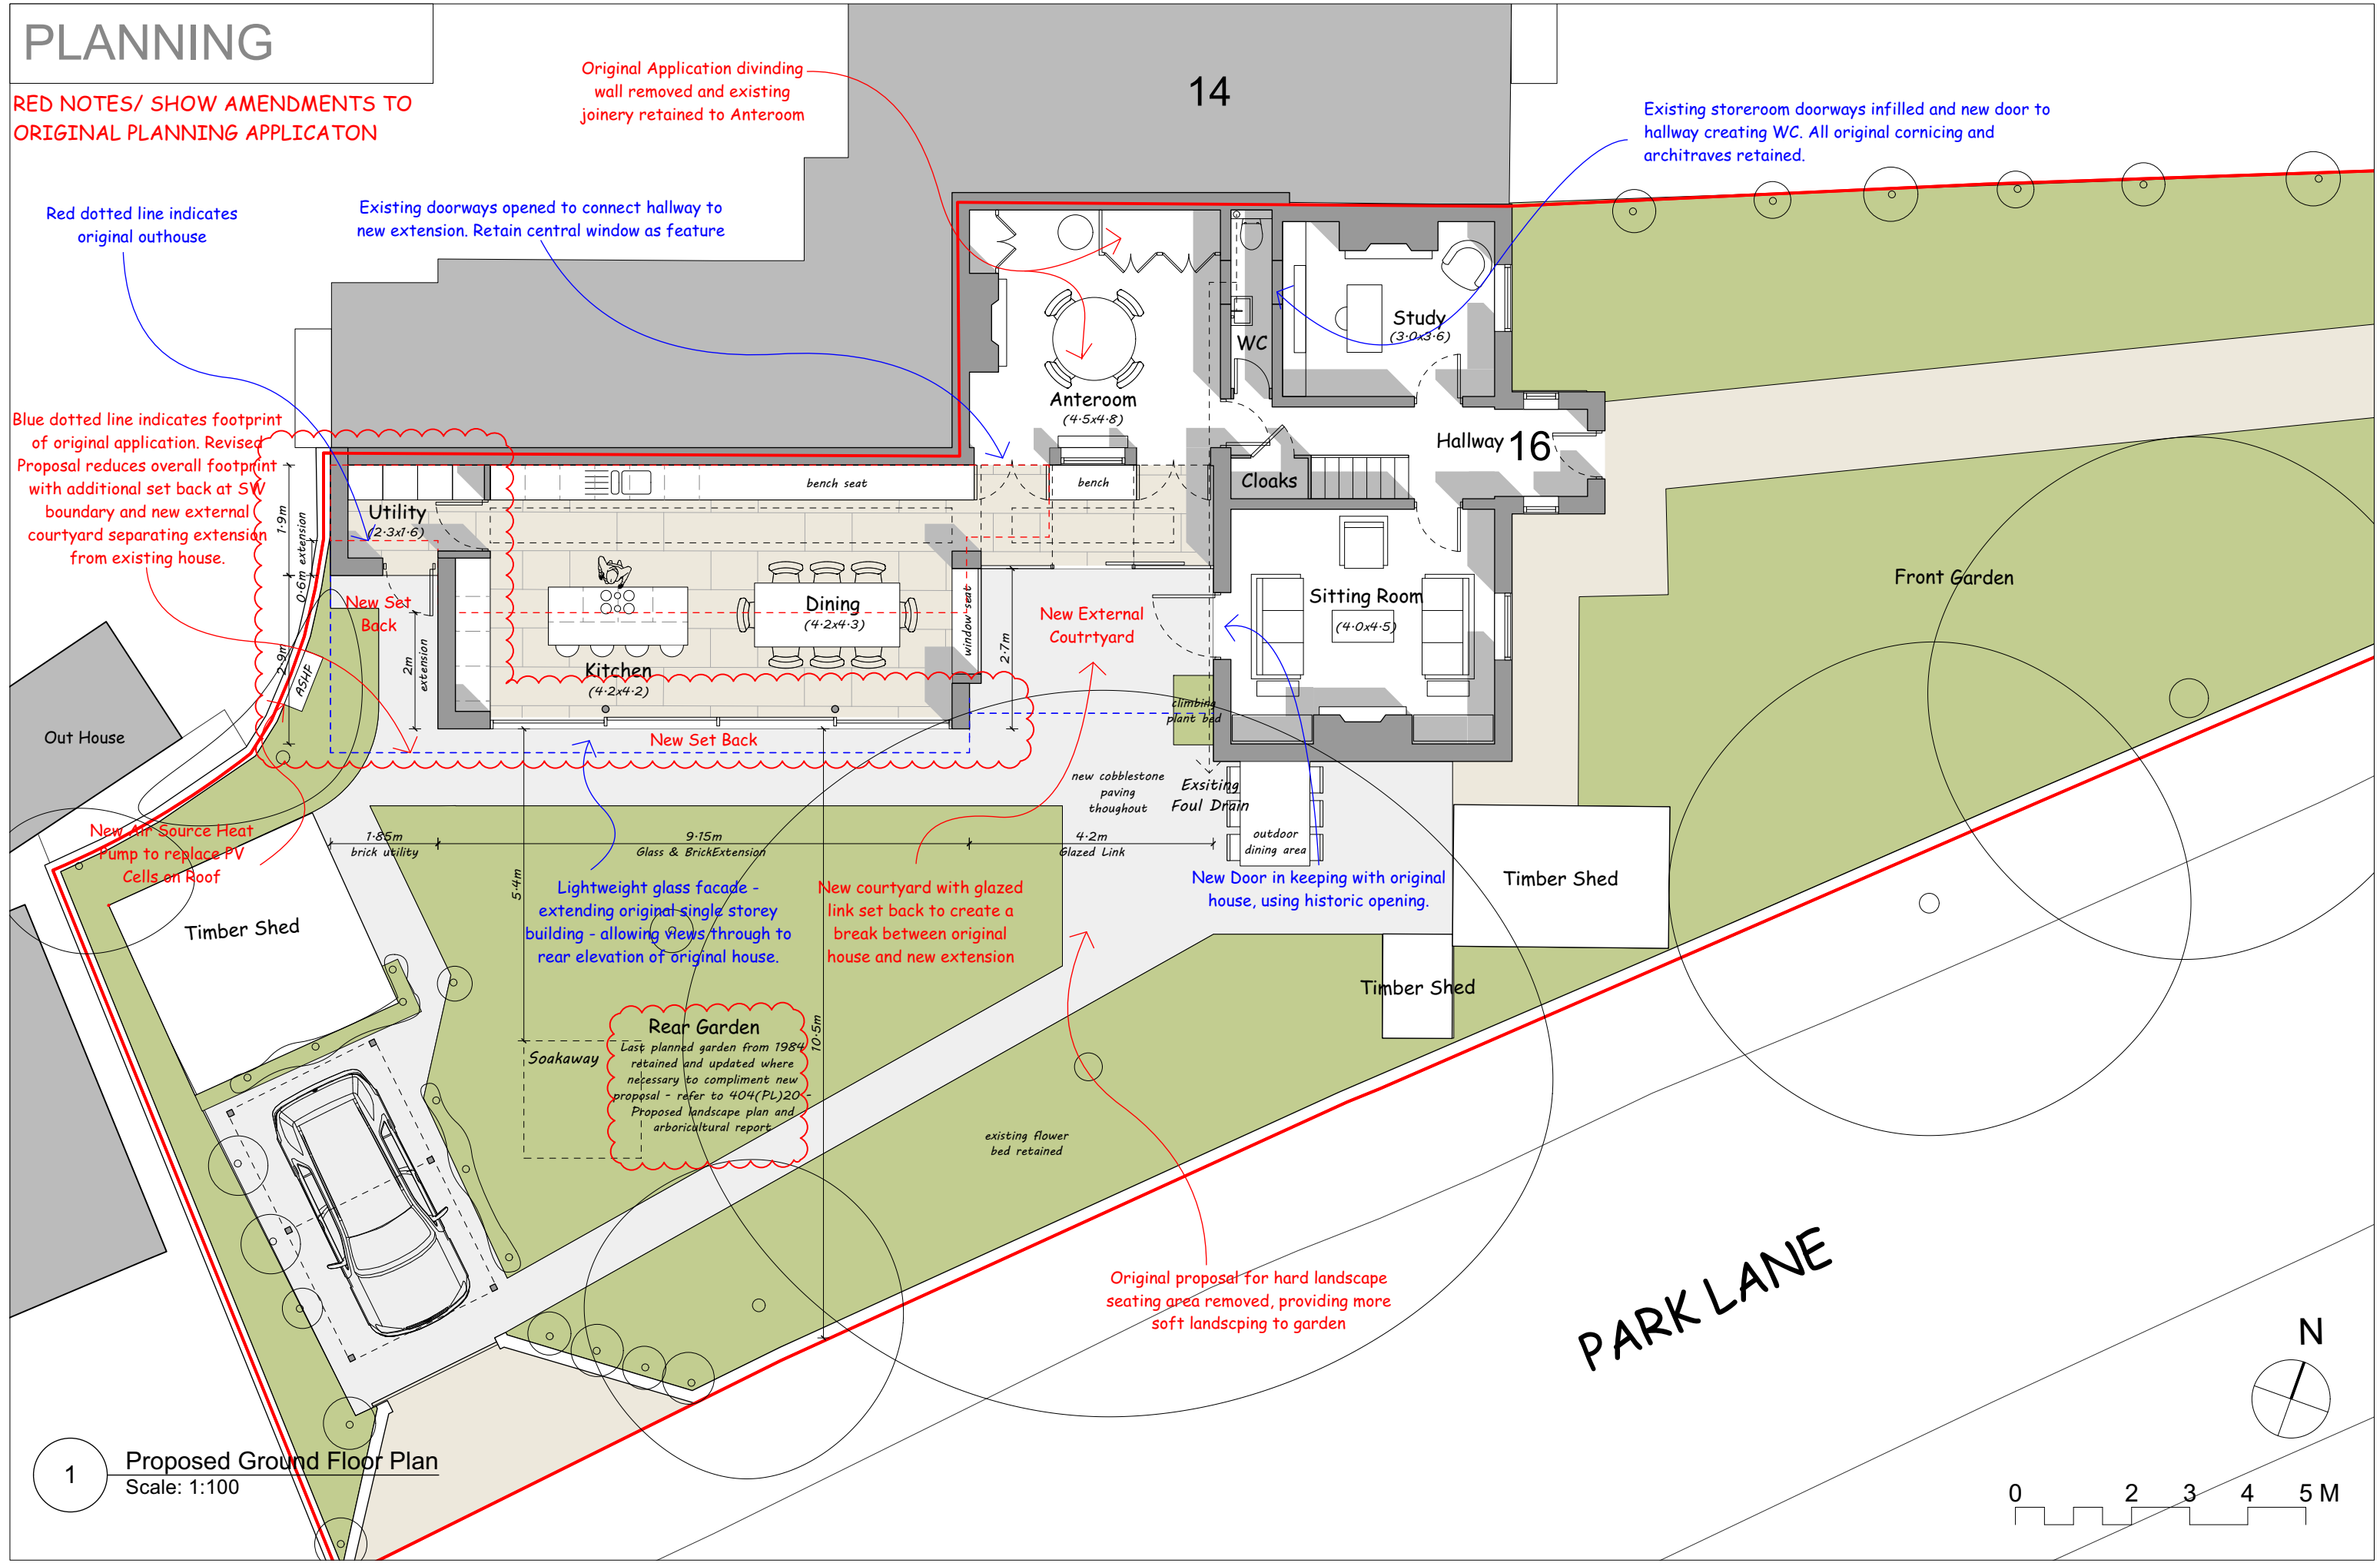 PLANNING
RED NOTES/ SHOW AMENDMENTS TO
ORIGINAL PLANNING APPLICATON
Original Application divinding
wall removed and existing
joinery retained to Anteroom
14
Existing storeroom doorways infilled and new door to
hallway creating WC. All original cornicing and
architraves retained.
Red dotted line indicates
original outhouse
Existing doorways opened to connect hallway to
new extension. Retain central window as feature
Blue dotted line indicates footprint
of original application. Revised
Proposal reduces overall footprint
with additional set back at SW
boundary and new external
courtyard separating extension
from existing house.
Study
(3·0x3·6)
WC
Anteroom
(4·5x4·8)
Hallway
16
Cloaks
bench seat
bench
Utility
(2·3x1·6)
1·9m
0·6m extension
2·9m
ASHP
New Set
Back
2m
extension
Kitchen
(4·2x4·2)
Dining
(4·2x4·3)
window seat
2·7m
New External
Coutrtyard
Sitting Room
(4·0x4·5)
Front Garden
climbing
plant bed
New Set Back
Out House
new cobblestone
paving
thoughout
Exsiting
Foul Drain
outdoor
dining area
New Air Source Heat
Pump to replace PV
Cells on Roof
1·85m
brick utility
9·15m
Glass & BrickExtension
4·2m
Glazed Link
5·4m
10·5m
Lightweight glass facade -
extending original single storey
building - allowing views through to
rear elevation of original house.
New courtyard with glazed
link set back to create a
break between original
house and new extension
New Door in keeping with original
house, using historic opening.
Timber Shed
Timber Shed
Timber Shed
Rear Garden
Last planned garden from 1984
retained and updated where
necessary to compliment new
proposal - refer to 404(PL)20 -
Proposed landscape plan and
arboricultural report
Soakaway
existing flower
bed retained
Original proposal for hard landscape
seating area removed, providing more
soft landscping to garden
PARK LANE
N
1
Proposed Ground Floor Plan
Scale: 1:100
0 2 3 4 5 M